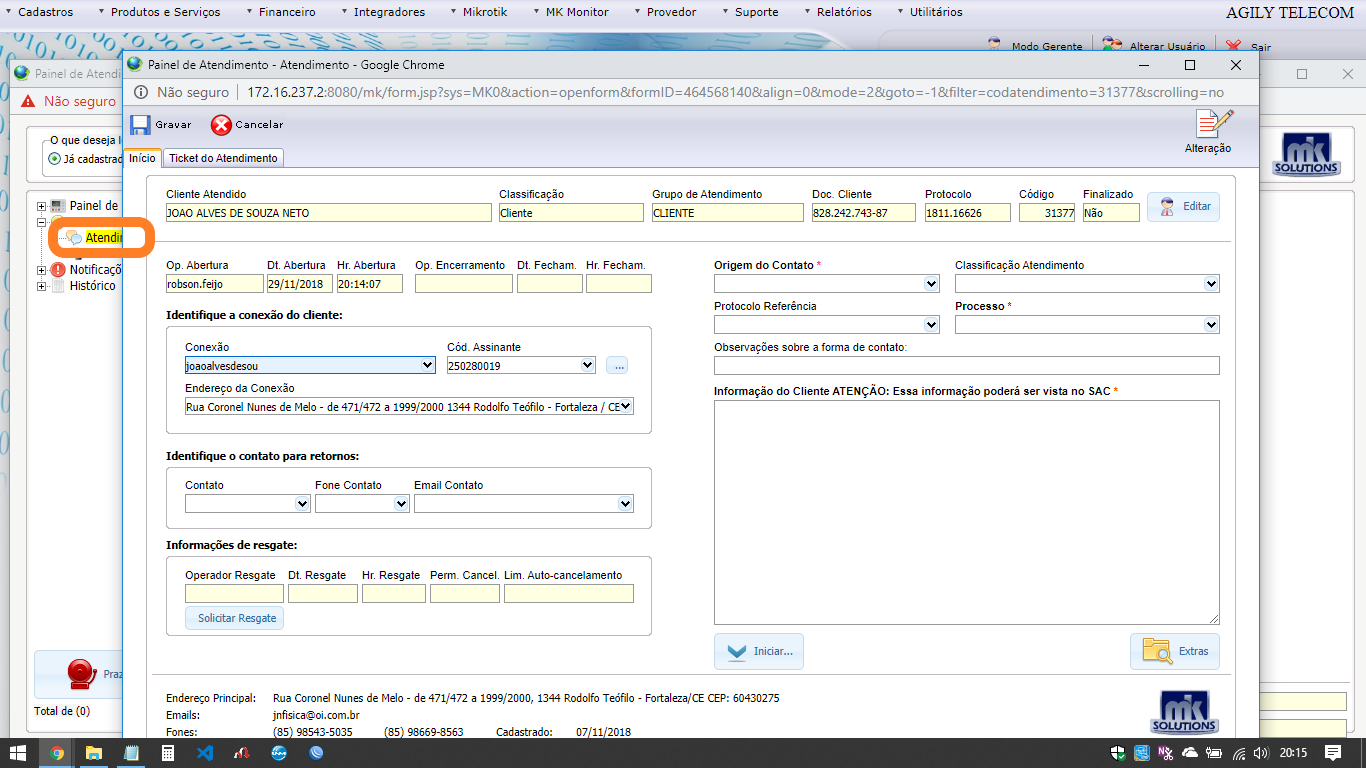 Cadastros Produtos e Serviços Financeiro Integradores Mikrotik MK Monitor Provedor Suporte Relatórios Utilitários AGILY TELECOM
Modo Gerente Alterar Usuário Sair
Painel de Atend
Painel de Atendimento - Atendimento - Google Chrome
Não seguro
Não seguro 172.16.237.2:8080/mk/form.jsp?sys=MK0&action=openform&formID=464568140&align=0&mode=2&goto=-1&filter=codatendimento=31377&scrolling=no
Gravar Cancelar
Alteração
O que deseja l
Já cadastrad
Início Ticket do Atendimento
mk
SOLUTIONS
Painel de
Atendi
Notificaçõ
Histórico
Cliente Atendido Classificação Grupo de Atendimento Doc. Cliente Protocolo Código Finalizado
JOAO ALVES DE SOUZA NETO Cliente CLIENTE 828.242.743-87 1811.16626 31377 Não Editar
Op. Abertura Dt. Abertura Hr. Abertura Op. Encerramento Dt. Fecham. Hr. Fecham.
robson.feijo 29/11/2018 20:14:07
Origem do Contato * Classificação Atendimento
Protocolo Referência Processo *
Observações sobre a forma de contato:
Informação do Cliente ATENÇÃO: Essa informação poderá ser vista no SAC *
Identifique a conexão do cliente:
Conexão Cód. Assinante
joaoalvesdesou 250280019 ...
Endereço da Conexão
Rua Coronel Nunes de Melo - de 471/472 a 1999/2000 1344 Rodolfo Teófilo - Fortaleza / CE
Identifique o contato para retornos:
Contato Fone Contato Email Contato
Informações de resgate:
Operador Resgate Dt. Resgate Hr. Resgate Perm. Cancel. Lim. Auto-cancelamento
Solicitar Resgate
Iniciar... Extras
Praz
Total de (0)
Endereço Principal: Rua Coronel Nunes de Melo - de 471/472 a 1999/2000, 1344 Rodolfo Teófilo - Fortaleza/CE CEP: 60430275
Emails: jnfisica@oi.com.br
Fones: (85) 98543-5035 (85) 98669-8563 Cadastrado: 07/11/2018
mk
SOLUTIONS
20:15